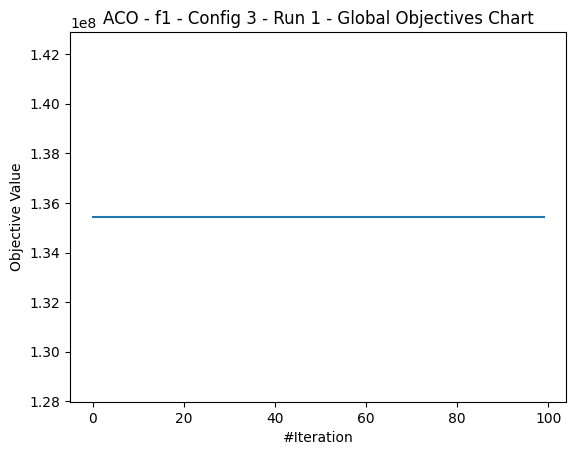 ACO - f1 - Config 3 - Run 1 - Global Objectives Chart
1e8
1.42
1.40
1.38
1.36
1.34
1.32
1.30
1.28
Objective Value
0 20 40 60 80 100
#Iteration